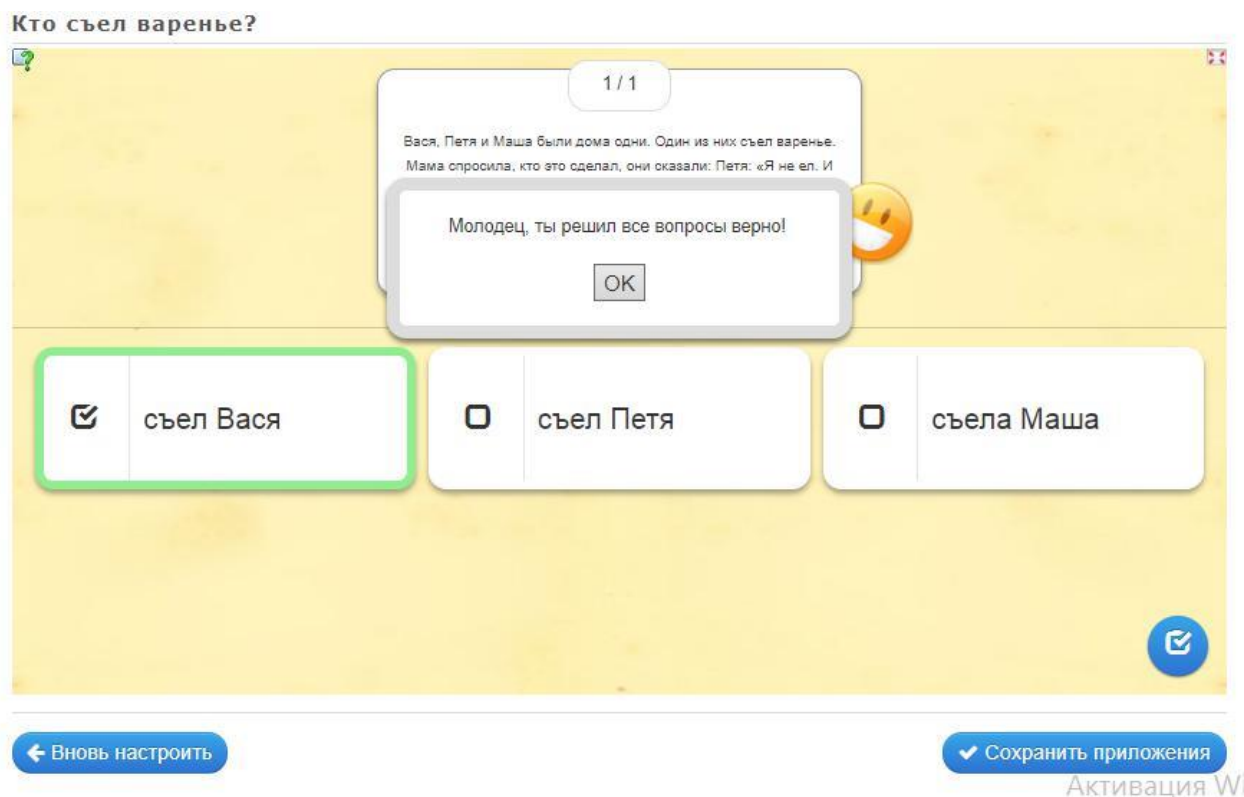 Кто съел варенье?
1 / 1
Вася, Петя и Маша были дома одни. Один из них съел варенье.
Мама спросила, кто это сделал, они сказали: Петя: «Я не ел. И
Молодец, ты решил все вопросы верно!
OK
съел Вася
съел Петя
съела Маша
Вновь настроить
Сохранить приложения
Активация